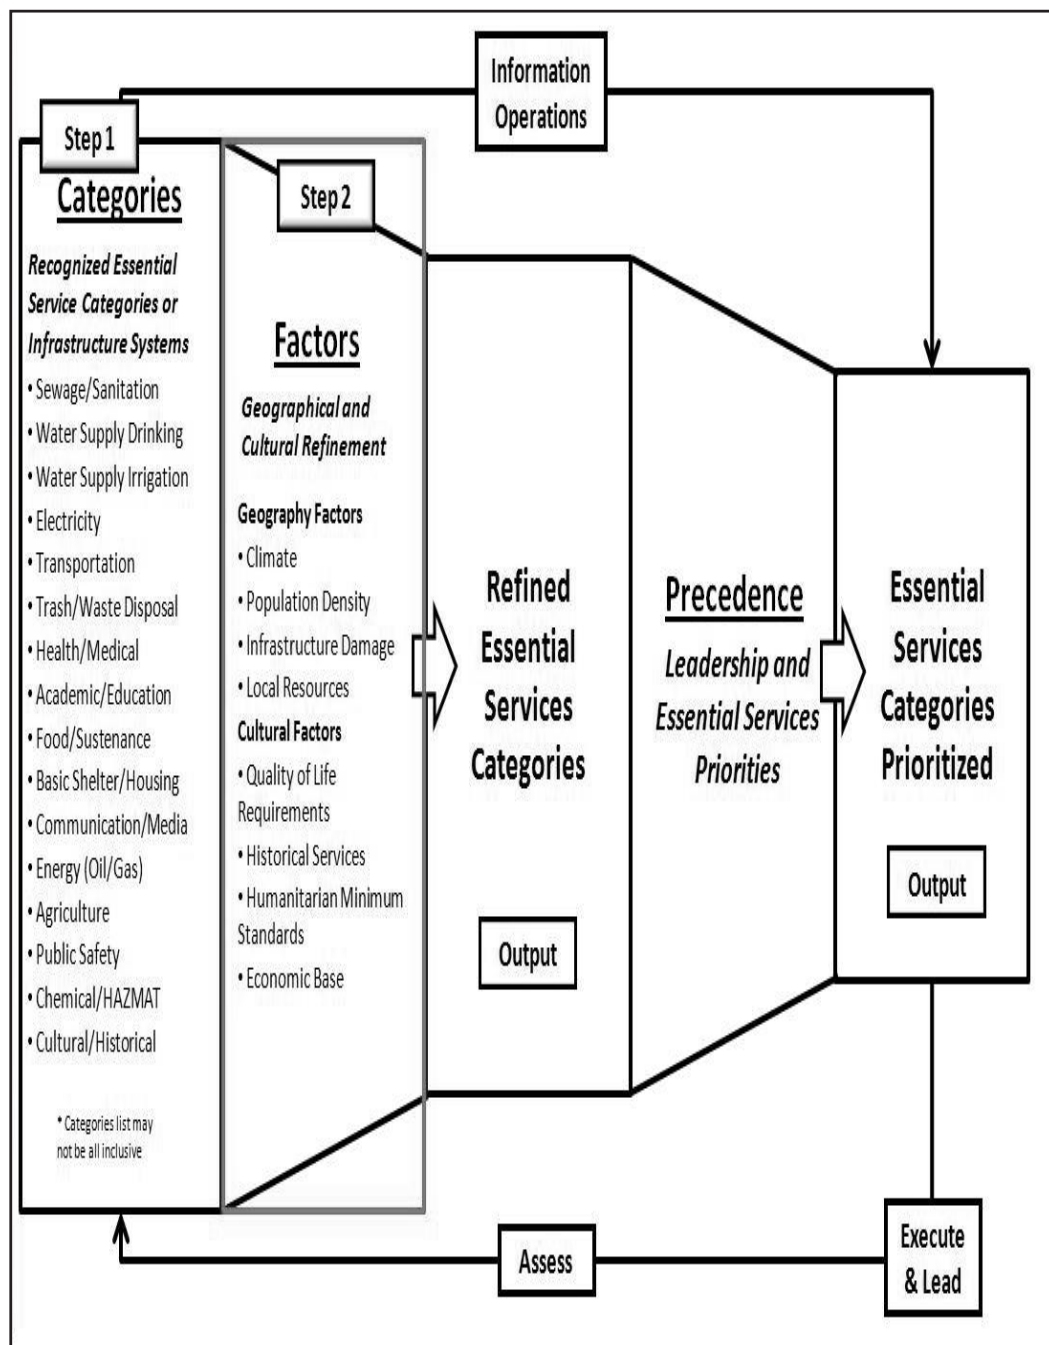 Information
Operations
Step 1
Categories
Recognized Essential
Service Categories or
Infrastructure Systems
• Sewage/Sanitation
• Water Supply Drinking
• Water Supply Irrigation
• Electricity
• Transportation
• Trash/Waste Disposal
• Health/Medical
• Academic/Education
• Food/Sustenance
• Basic Shelter/Housing
• Communication/Media
• Energy (Oil/Gas)
• Agriculture
• Public Safety
• Chemical/HAZMAT
• Cultural/Historical
* Categories list may
not be all inclusive
Step 2
Factors
Geographical and
Cultural Refinement
Geography Factors
• Climate
• Population Density
• Infrastructure Damage
• Local Resources
Cultural Factors
• Quality of Life
Requirements
• Historical Services
• Humanitarian Minimum
Standards
• Economic Base
Refined
Essential
Services
Categories
Output
Precedence
Leadership and
Essential Services
Priorities
Essential
Services
Categories
Prioritized
Output
Execute
& Lead
Assess